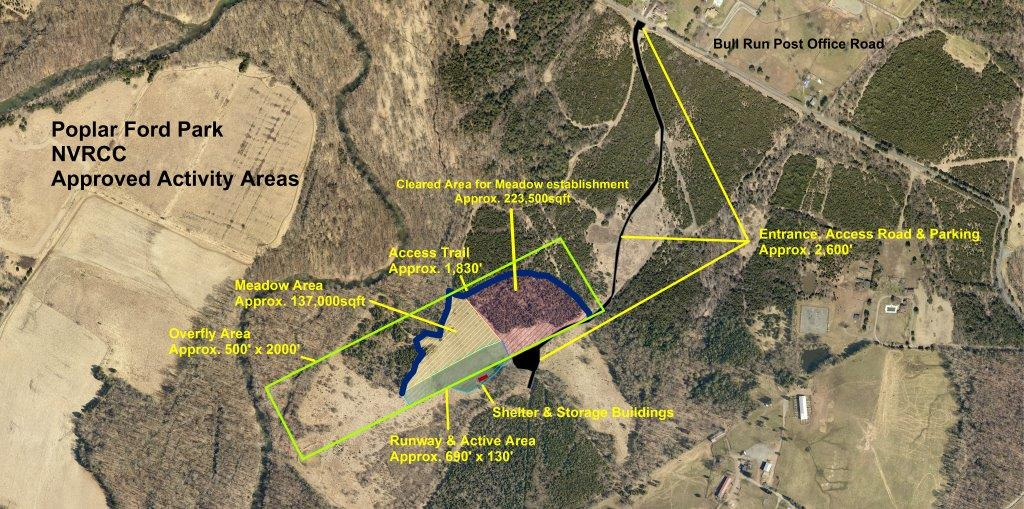 Bull Run Post Office Road
Poplar Ford Park
NVRCC
Approved Activity Areas
Cleared Area for Meadow establishment
Approx. 223,500sqft
Entrance, Access Road & Parking
Approx. 2,600'
Access Trail
Approx. 1,830'
Meadow Area
Approx. 137,000sqft
Overfly Area
Approx. 500' x 2000'
Shelter & Storage Buildings
Runway & Active Area
Approx. 690' x 130'